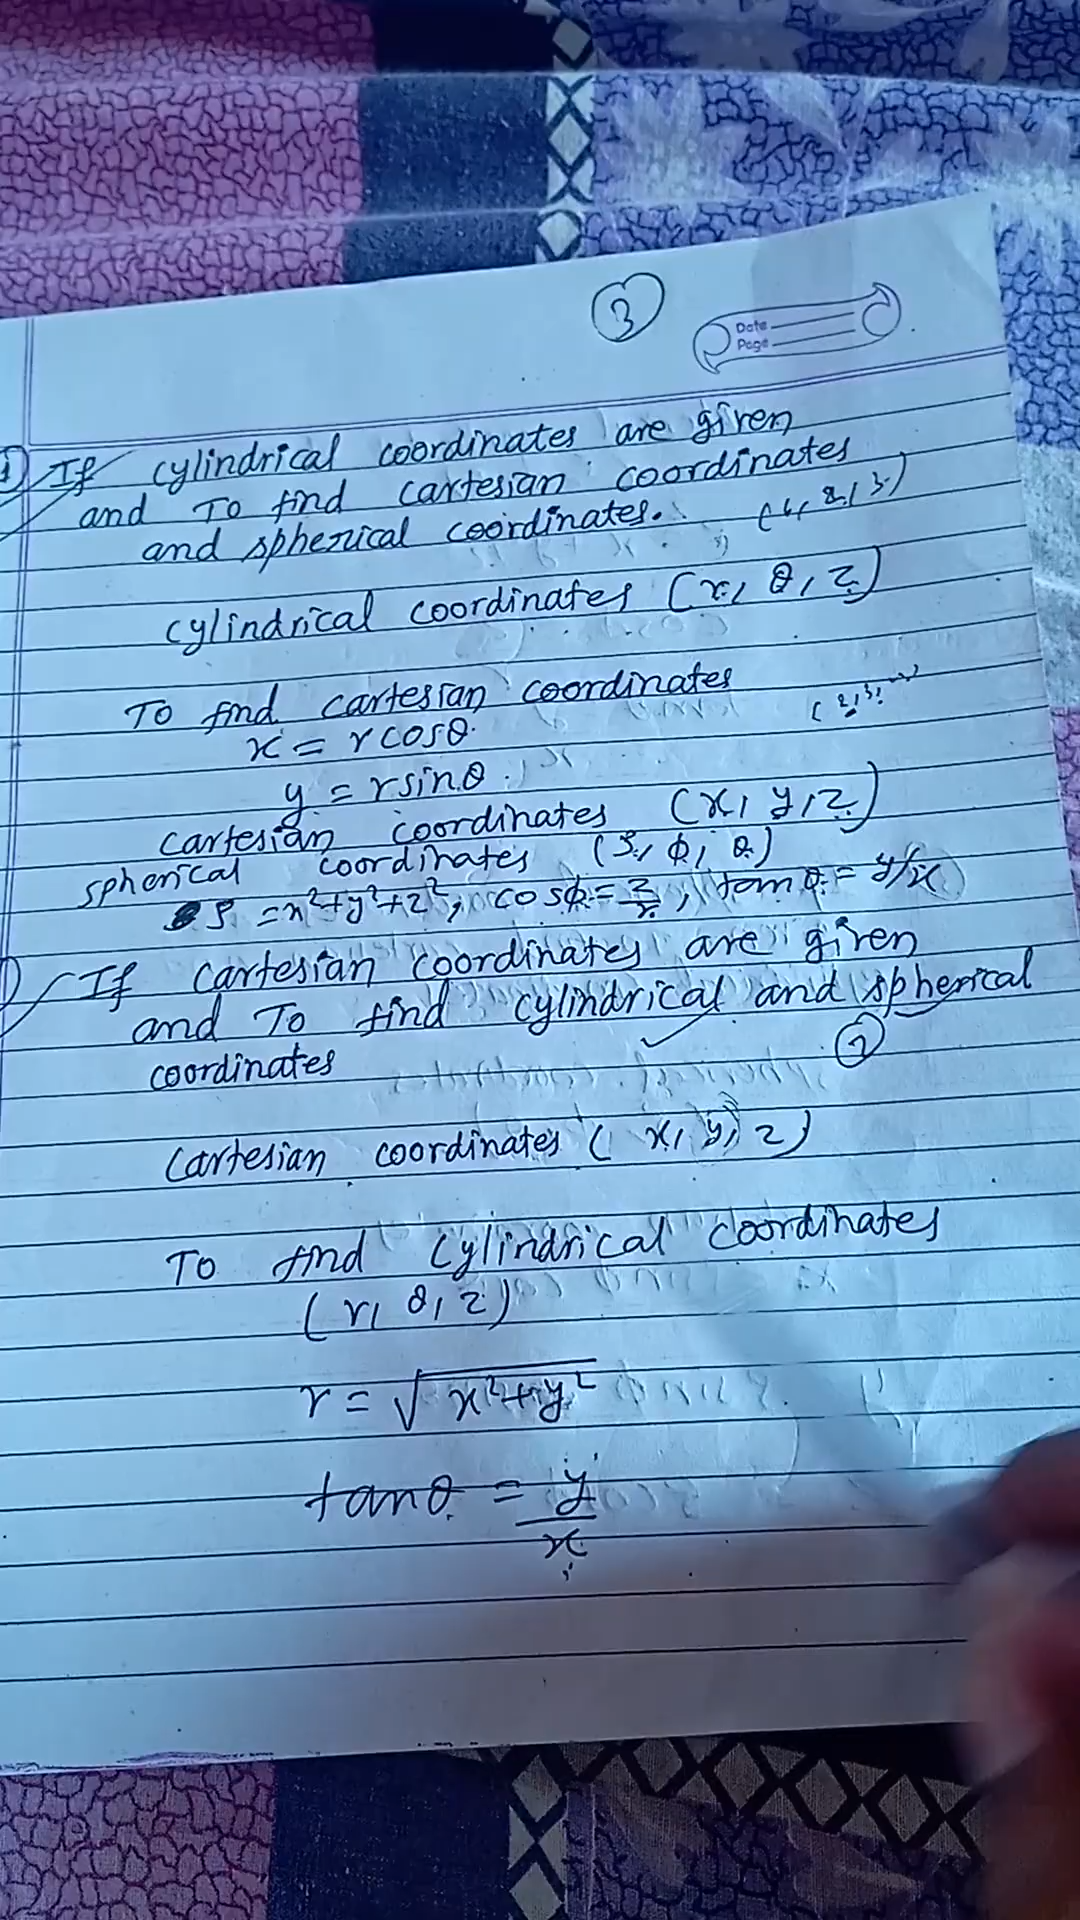 3
Date
Page
1) If cylindrical coordinates are given
and To find cartesian coordinates
and spherical coordinates.
cylindrical coordinates (r, θ, z)
To find cartesian coordinates
x = r cosθ
y = r sinθ
cartesian coordinates (x, y, z)
spherical coordinates (ρ, ϕ, θ)
ρ = x²+y²+z², cosϕ = z/r, tanθ = y/x
If cartesian coordinates are given
and To find cylindrical and spherical
coordinates
cartesian coordinates (x, y, z)
To find cylindrical coordinates
(r, θ, z)
r = √x²+y²
tanθ = y/x